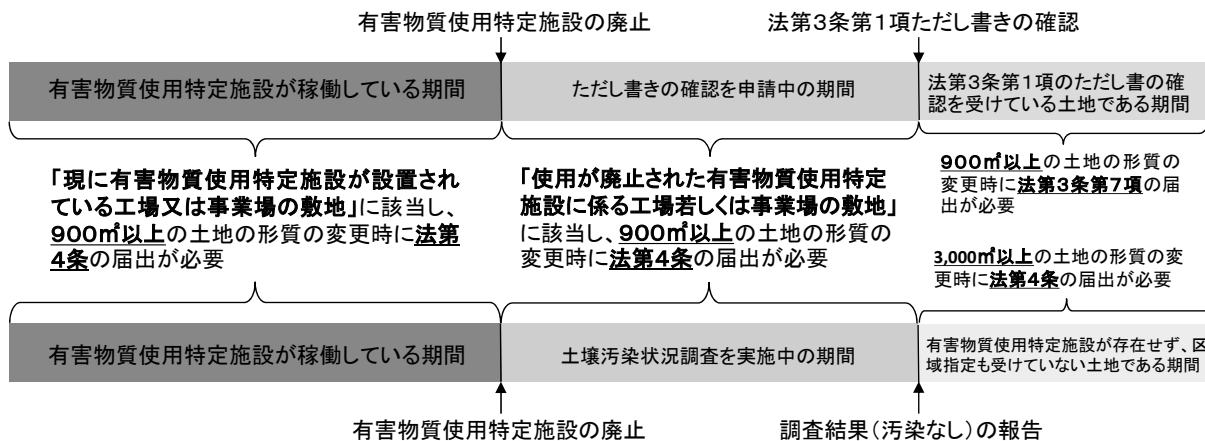 有害物質使用特定施設の廃止
法第3条第1項ただし書きの確認
有害物質使用特定施設が稼働している期間
ただし書きの確認を申請中の期間
法第3条第1項のただし書の確
認を受けている土地である期間
「現に有害物質使用特定施設が設置され
ている工場又は事業場の敷地」に該当し、
900㎡以上の土地の形質の変更時に法第
4条の届出が必要
「使用が廃止された有害物質使用特定
施設に係る工場若しくは事業場の敷地」
に該当し、900㎡以上の土地の形質の
変更時に法第4条の届出が必要
900㎡以上の土地の形質の
変更時に法第3条第7項の届
出が必要
3,000㎡以上の土地の形質の変
更時に法第4条の届出が必要
有害物質使用特定施設が稼働している期間
土壌汚染状況調査を実施中の期間
有害物質使用特定施設が存在せず、区
域指定も受けていない土地である期間
有害物質使用特定施設の廃止
調査結果(汚染なし)の報告